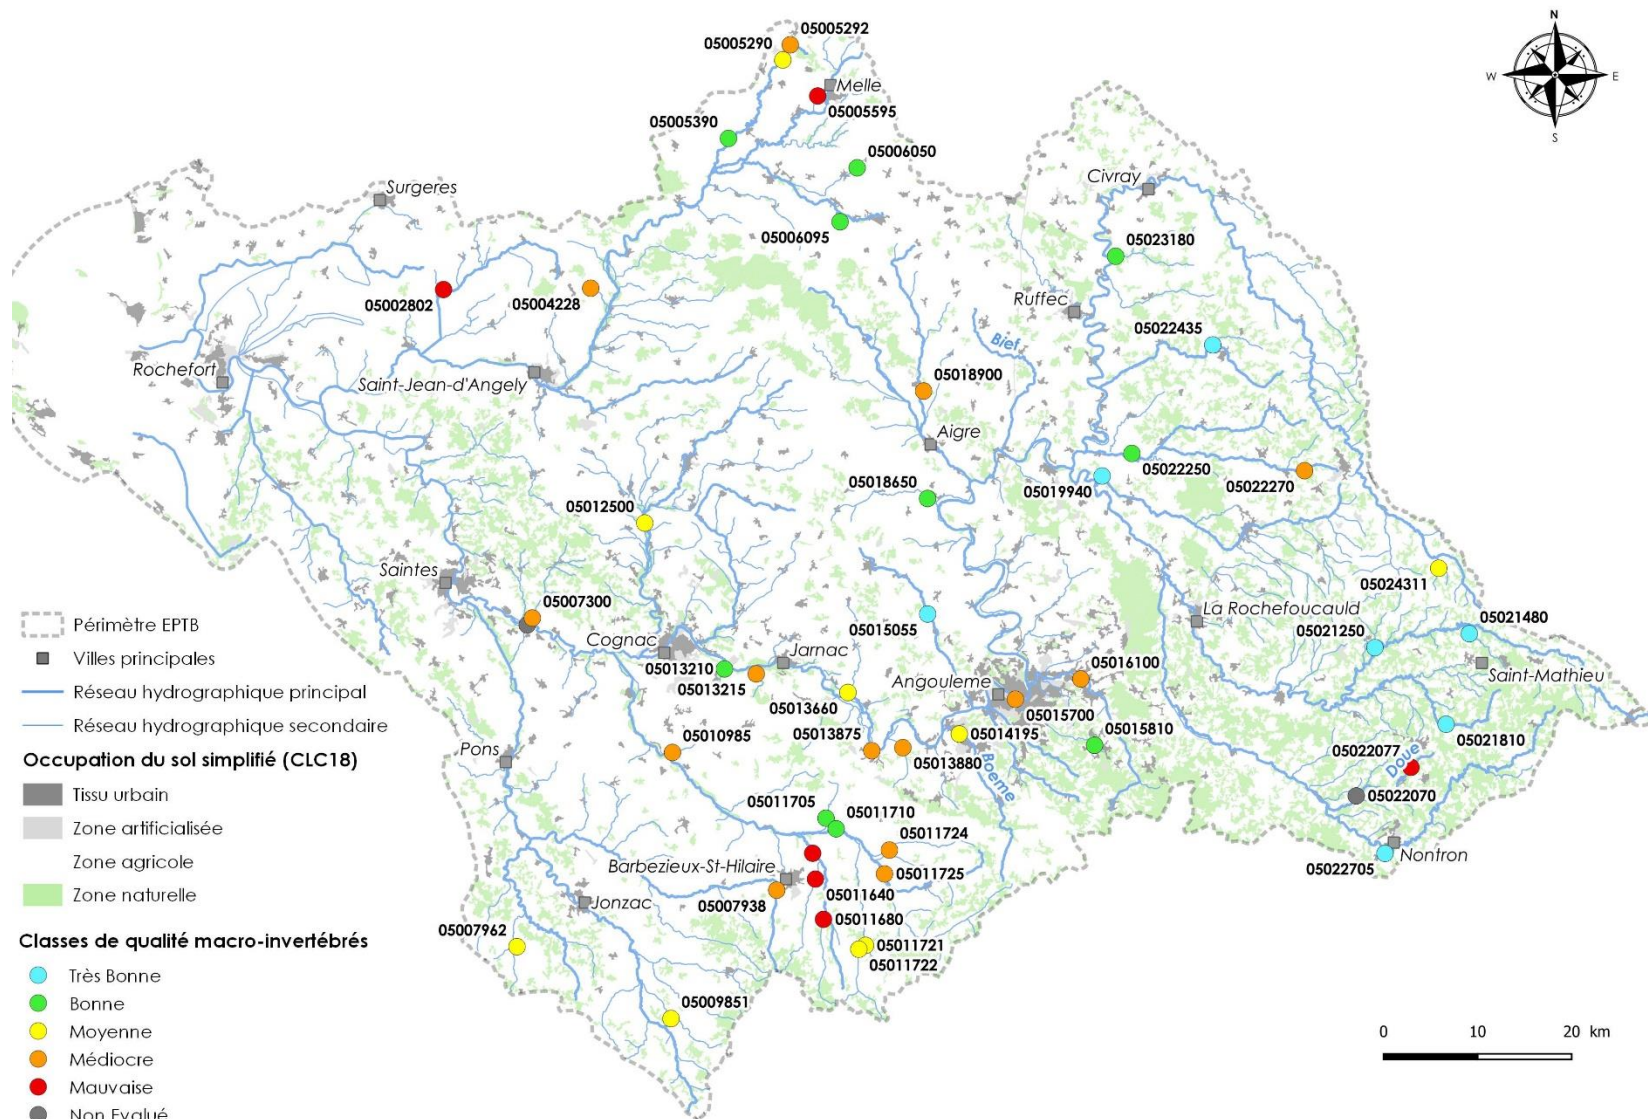 N
W
E
S
05005292
05005290
Melle
05005595
05005390
05006050
Surgeres
Civray
05006095
05023180
05002802
05004228
Ruffec
05022435
Bief
Rochefort
Saint-Jean-d'Angely
05018900
Aigre
05022250
05018650
05019940
05022270
05012500
Saintes
05024311
05007300
La Rochefoucauld
05021480
05015055
05021250
Cognac
Jarnac
05016100
05013210
05013215
Angouleme
Saint-Mathieu
05013660
05015700
05010985
05013875
05014195
05015810
05021810
Pons
05013880
Boeme
05022077
Doue
05022070
05011705
05011710
05011724
Barbezieux-St-Hilaire
05011725
Nontron
05022705
05007938
05011640
Jonzac
05011680
05007962
05011721
05011722
05009851
Périmètre EPTB
Villes principales
Réseau hydrographique principal
Réseau hydrographique secondaire
Occupation du sol simplifié (CLC18)
Tissu urbain
Zone artificialisée
Zone agricole
Zone naturelle
Classes de qualité macro-invertébrés
Très Bonne
Bonne
Moyenne
Médiocre
Mauvaise
Non Evalué
0 10 20 km